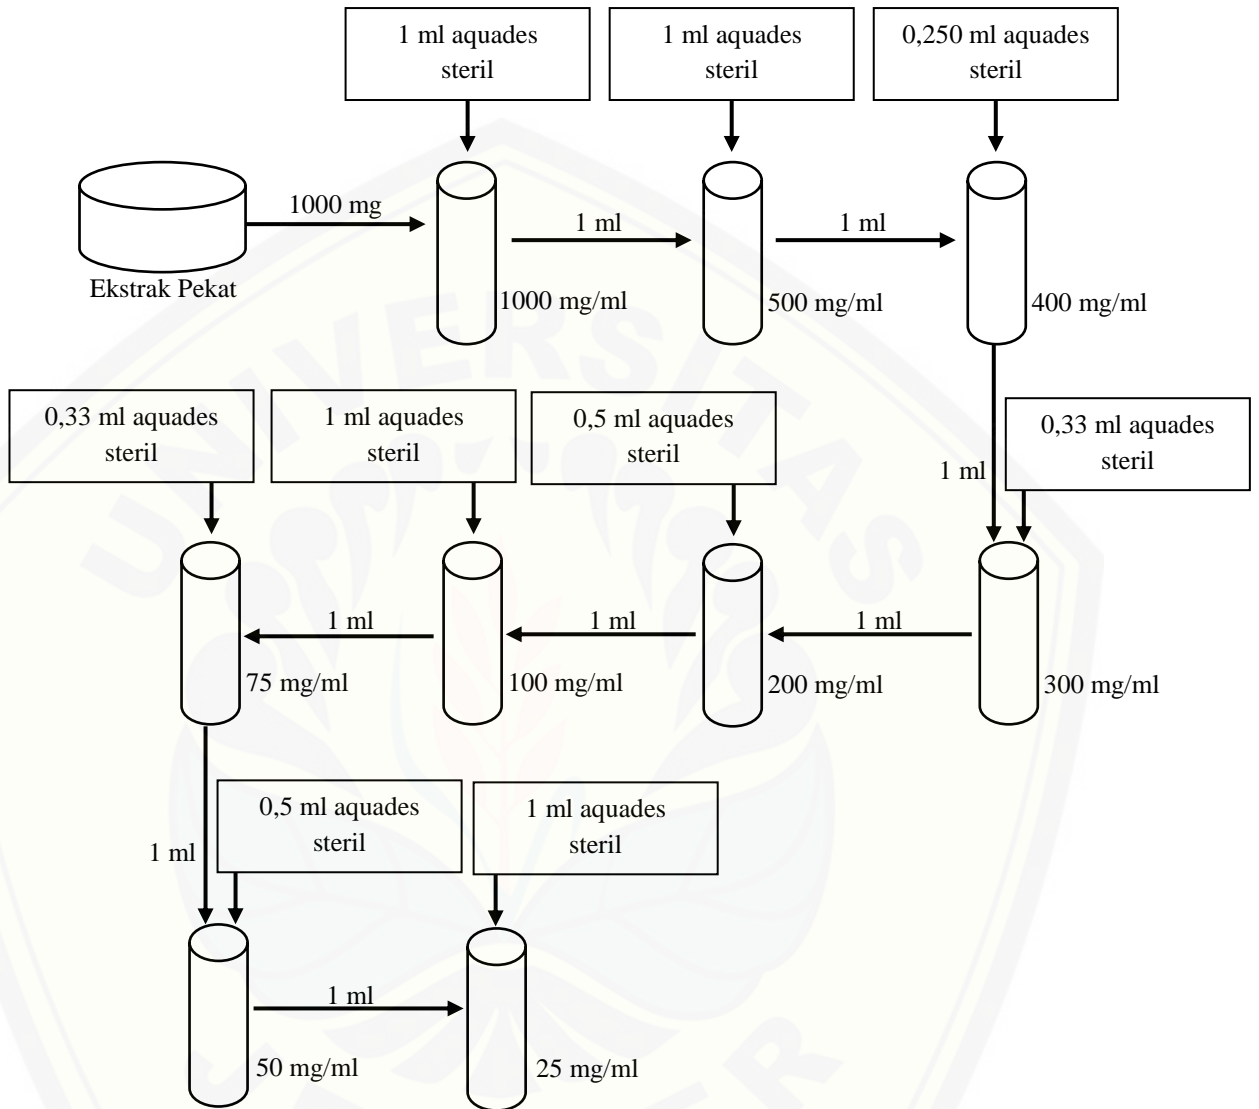 1 ml aquades
steril
1 ml aquades
steril
0,250 ml aquades
steril
1000 mg
1 ml
1 ml
Ekstrak Pekat
1000 mg/ml
500 mg/ml
400 mg/ml
0,33 ml aquades
steril
1 ml aquades
steril
0,5 ml aquades
steril
0,33 ml aquades
steril
1 ml
1 ml
1 ml
1 ml
75 mg/ml
100 mg/ml
200 mg/ml
300 mg/ml
0,5 ml aquades
steril
1 ml aquades
steril
1 ml
1 ml
50 mg/ml
25 mg/ml
UNIVERSITAS